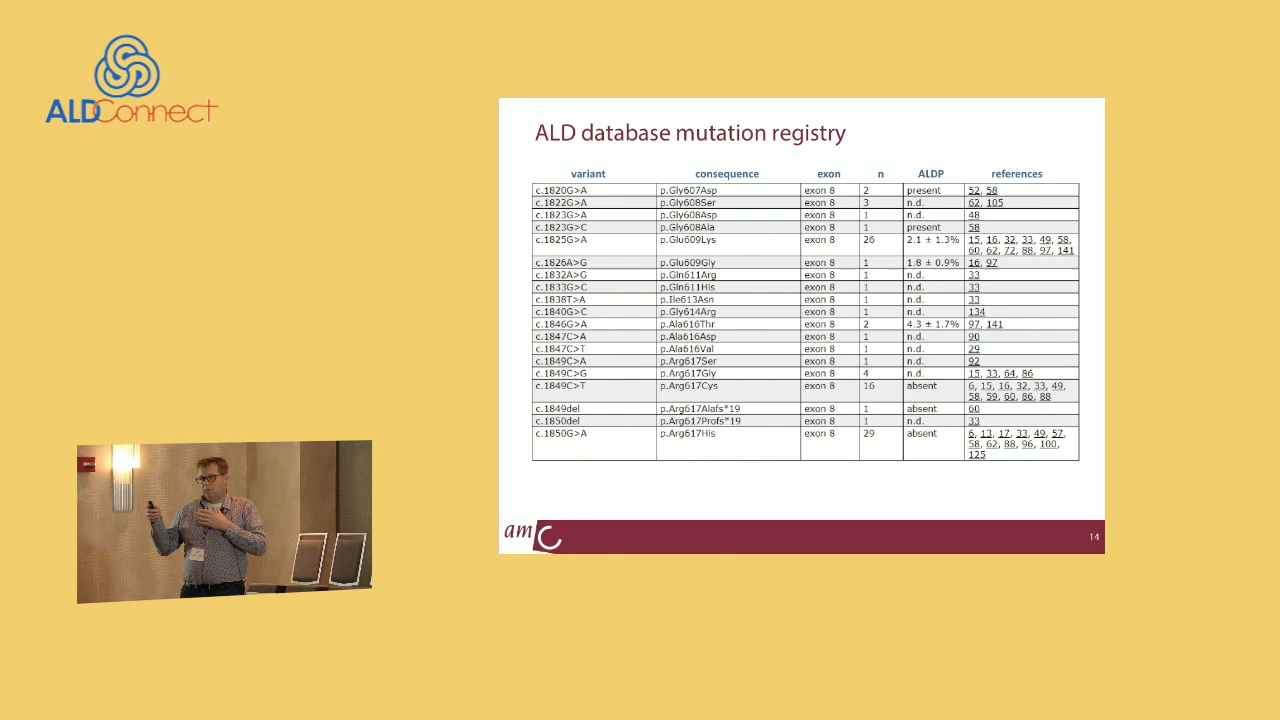 ALDConnect
ALD database mutation registry
variant consequence exon n ALDP references
c.1820G>A p.Gly607Asp exon 8 2 present 52, 58
c.1822G>A p.Gly608Ser exon 8 3 n.d. 62, 105
c.1823G>A p.Gly608Asp exon 8 1 n.d. 48
c.1823G>C p.Gly608Ala exon 8 1 present 58
c.1825G>A p.Glu609Lys exon 8 26 2.1 ± 1.3% 15, 16, 32, 33, 49, 58,
60, 62, 72, 88, 97, 141
c.1826A>G p.Glu609Gly exon 8 1 1.8 ± 0.9% 16, 97
c.1832A>G p.Gln611Arg exon 8 1 n.d. 33
c.1833G>C p.Gln611His exon 8 1 n.d. 33
c.1838T>A p.Ile613Asn exon 8 1 n.d. 33
c.1840G>C p.Gly614Arg exon 8 1 n.d. 134
c.1846G>A p.Ala616Thr exon 8 2 4.3 ± 1.7% 97, 141
c.1847C>A p.Ala616Asp exon 8 1 n.d. 90
c.1847C>T p.Ala616Val exon 8 1 n.d. 29
c.1849C>A p.Arg617Ser exon 8 1 n.d. 92
c.1849C>G p.Arg617Gly exon 8 4 n.d. 15, 33, 64, 86
c.1849C>T p.Arg617Cys exon 8 16 absent 6, 15, 16, 32, 33, 49,
58, 59, 60, 86, 88
c.1849del p.Arg617Alafs*19 exon 8 1 absent 60
c.1850del p.Arg617Profs*19 exon 8 1 n.d. 33
c.1850G>A p.Arg617His exon 8 29 absent 6, 13, 17, 33, 49, 57,
58, 62, 88, 96, 100,
125
amc
14